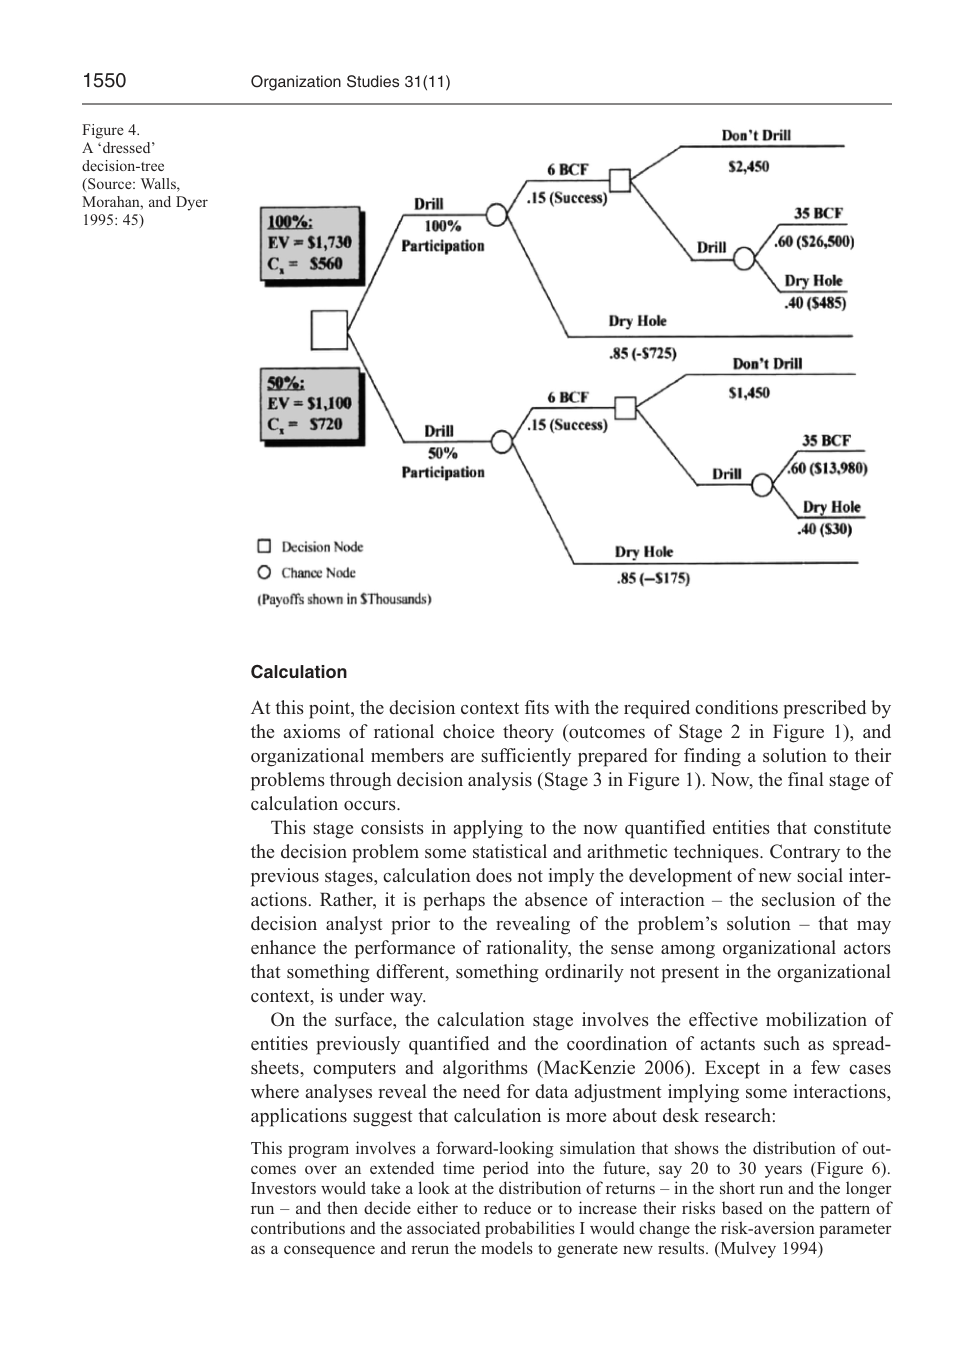 1550
Organization Studies 31(11)
Figure 4.
A ‘dressed’
decision-tree
(Source: Walls,
Morahan, and Dyer
1995: 45)
100%:
EV = $1,730
Cx = $560
50%:
EV = $1,100
Cx = $720
Drill
100%
Participation
6 BCF
.15 (Success)
Don't Drill
$2,450
Drill
35 BCF
.60 ($26,500)
Dry Hole
.40 ($485)
Dry Hole
.85 (-$725)
Drill
50%
Participation
6 BCF
.15 (Success)
Don't Drill
$1,450
Drill
35 BCF
.60 ($13,980)
Dry Hole
.40 ($30)
Dry Hole
.85 (–$175)
Decision Node
Chance Node
(Payoffs shown in $Thousands)
Calculation
At this point, the decision context fits with the required conditions prescribed by
the axioms of rational choice theory (outcomes of Stage 2 in Figure 1), and
organizational members are sufficiently prepared for finding a solution to their
problems through decision analysis (Stage 3 in Figure 1). Now, the final stage of
calculation occurs.
This stage consists in applying to the now quantified entities that constitute
the decision problem some statistical and arithmetic techniques. Contrary to the
previous stages, calculation does not imply the development of new social inter-
actions. Rather, it is perhaps the absence of interaction – the seclusion of the
decision analyst prior to the revealing of the problem’s solution – that may
enhance the performance of rationality, the sense among organizational actors
that something different, something ordinarily not present in the organizational
context, is under way.
On the surface, the calculation stage involves the effective mobilization of
entities previously quantified and the coordination of actants such as spread-
sheets, computers and algorithms (MacKenzie 2006). Except in a few cases
where analyses reveal the need for data adjustment implying some interactions,
applications suggest that calculation is more about desk research:
This program involves a forward-looking simulation that shows the distribution of out-
comes over an extended time period into the future, say 20 to 30 years (Figure 6).
Investors would take a look at the distribution of returns – in the short run and the longer
run – and then decide either to reduce or to increase their risks based on the pattern of
contributions and the associated probabilities I would change the risk-aversion parameter
as a consequence and rerun the models to generate new results. (Mulvey 1994)